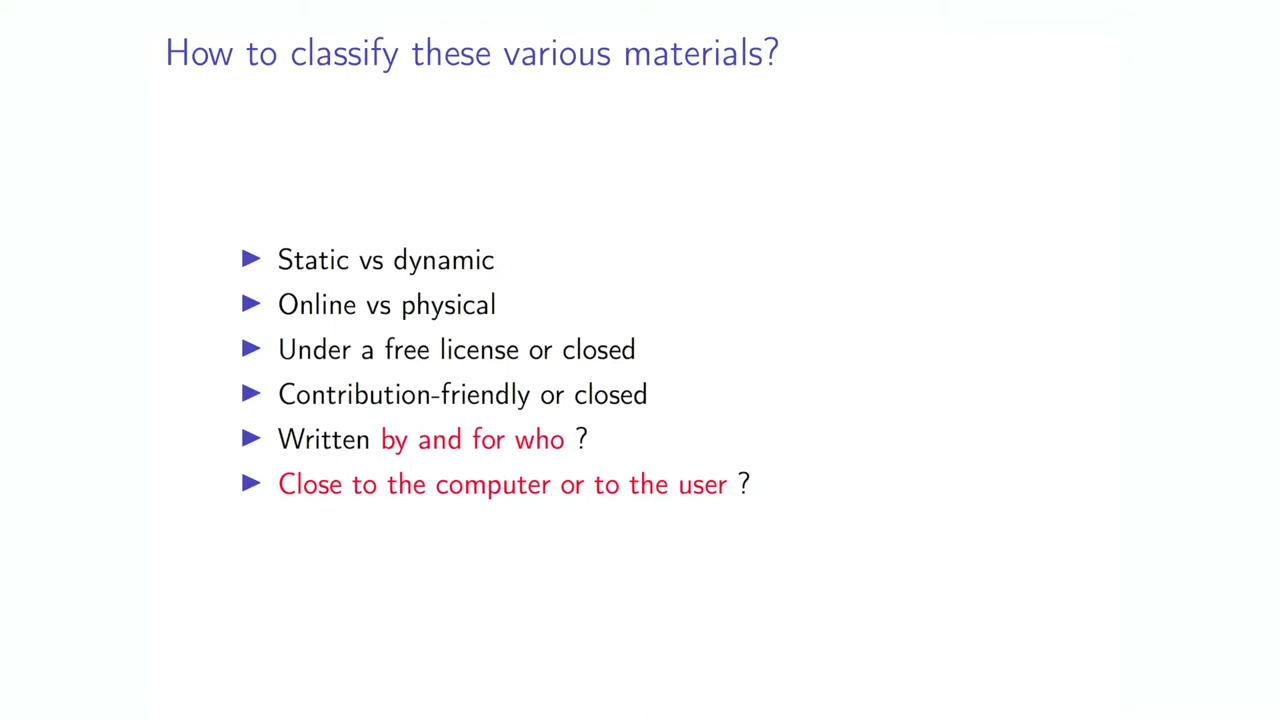 How to classify these various materials?
Static vs dynamic
Online vs physical
Under a free license or closed
Contribution-friendly or closed
Written by and for who ?
Close to the computer or to the user ?